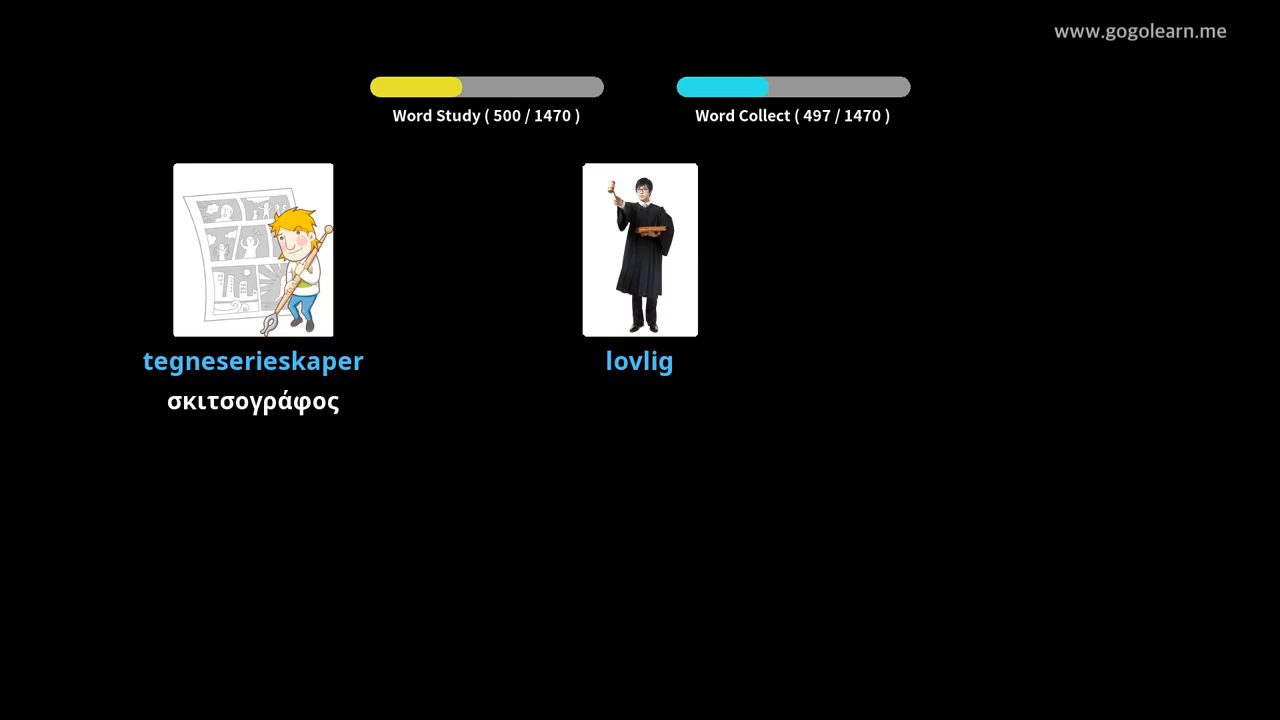 www.gogolearn.me
Word Study ( 500 / 1470 )
Word Collect ( 497 / 1470 )
tegneserieskaper
σκιτσογράφος
lovlig